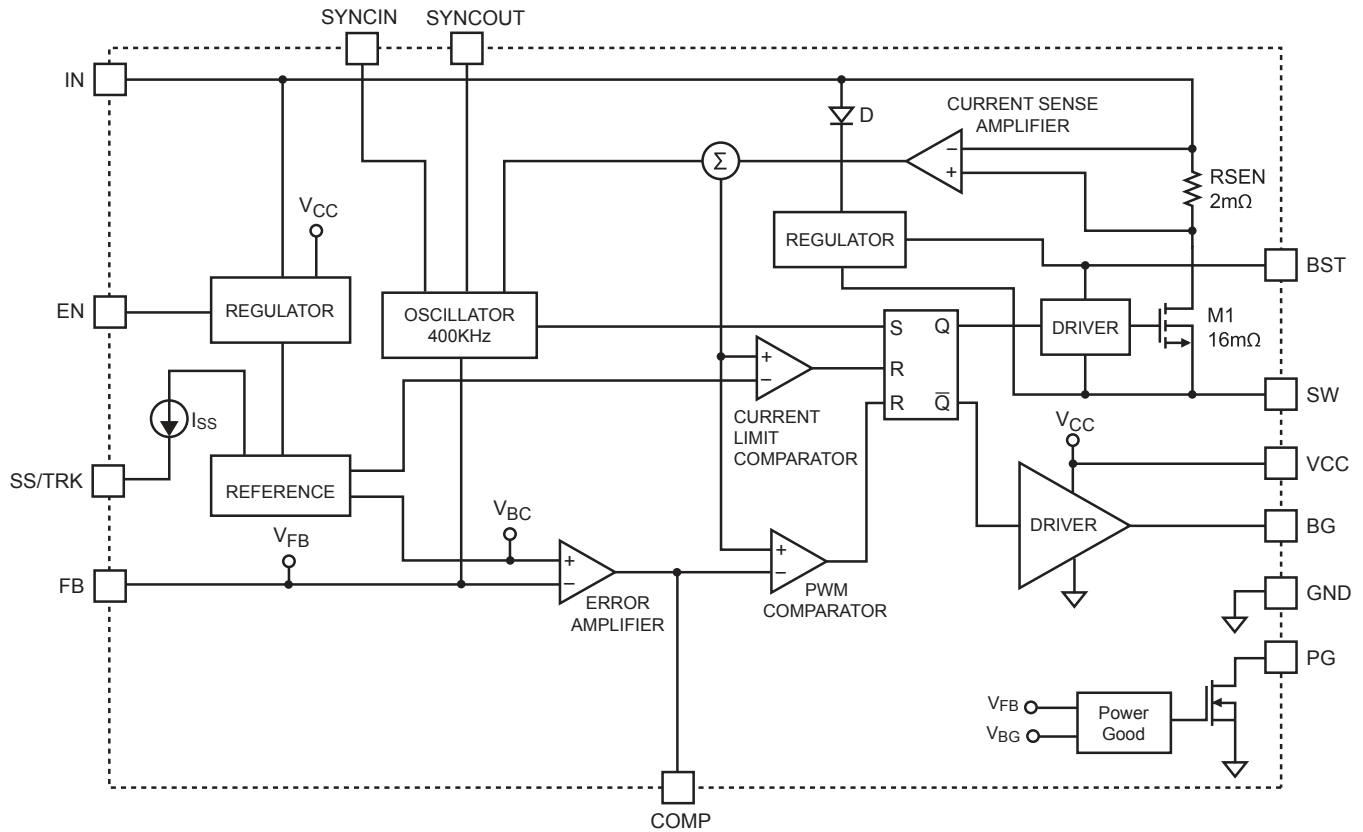 SYNCIN
SYNCOUT
IN
D
CURRENT SENSE
AMPLIFIER
Σ
−
+
RSEN
2mΩ
VCC
REGULATOR
BST
EN
REGULATOR
OSCILLATOR
400KHz
S
Q
DRIVER
M1
16mΩ
+
−
R
ISS
R
Q̅
SW
CURRENT
LIMIT
COMPARATOR
VCC
VCC
SS/TRK
REFERENCE
VBC
DRIVER
BG
VFB
+
−
+
−
FB
ERROR
AMPLIFIER
PWM
COMPARATOR
GND
PG
VFB
VBG
Power
Good
COMP